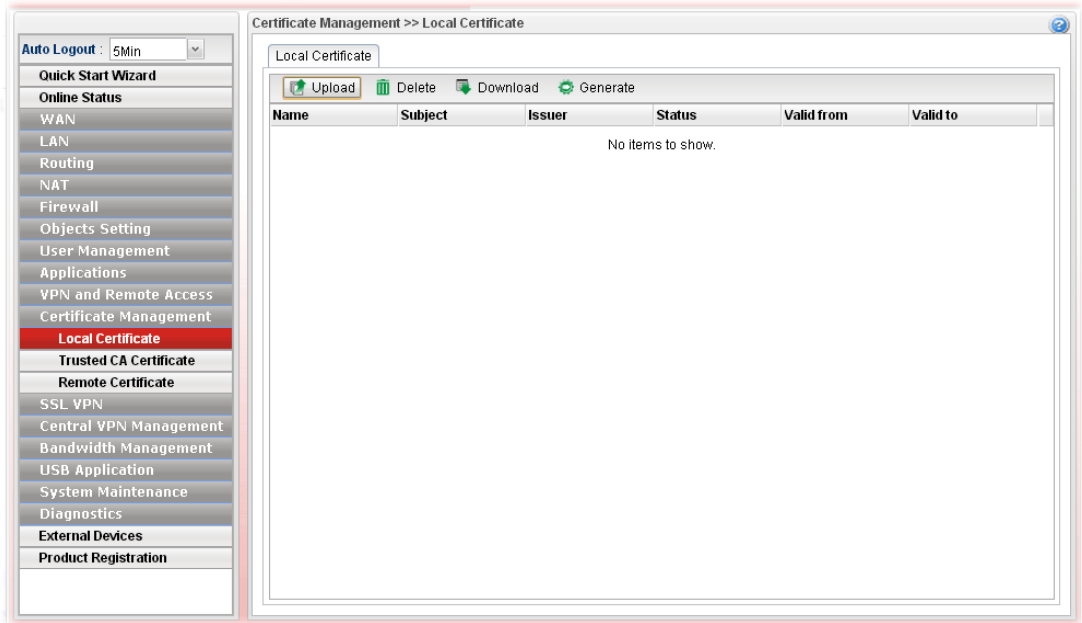 Auto Logout : 5Min
Quick Start Wizard
Online Status
WAN
LAN
Routing
NAT
Firewall
Objects Setting
User Management
Applications
VPN and Remote Access
Certificate Management
Local Certificate
Trusted CA Certificate
Remote Certificate
SSL VPN
Central VPN Management
Bandwidth Management
USB Application
System Maintenance
Diagnostics
External Devices
Product Registration
Certificate Management >> Local Certificate
?
Local Certificate
Upload Delete Download Generate
Name Subject Issuer Status Valid from Valid to
No items to show.